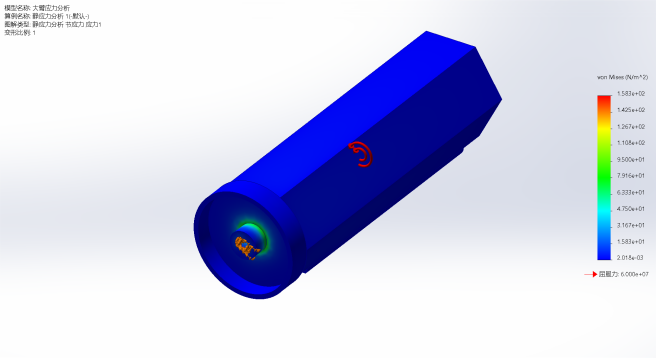 模型名称: 大臂应力分析
算例名称: 静应力分析 1(-默认-)
图解类型: 静应力分析 节应力 应力1
变形比例: 1
von Mises (N/m^2)
1.583e+02
1.425e+02
1.267e+02
1.108e+02
9.500e+01
7.916e+01
6.333e+01
4.750e+01
3.167e+01
1.583e+01
2.018e-03
屈服力: 6.000e+07